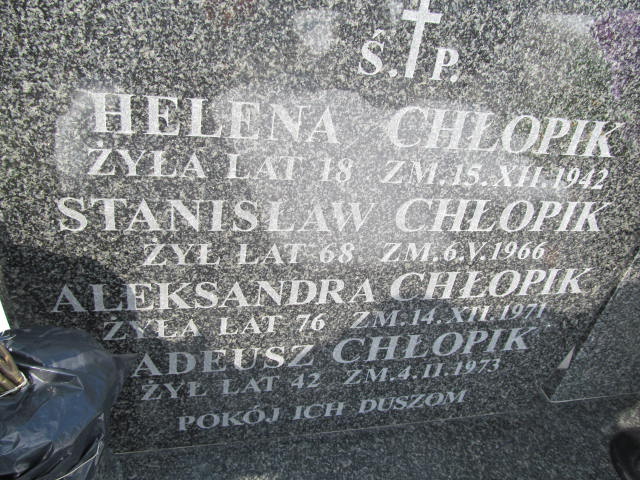 Ś. P.
HELENA CHŁOPIK
ŻYŁA LAT 18 ZM. 15. XII. 1942
STANISŁAW CHŁOPIK
ŻYŁ LAT 68 ZM. 6. V. 1966
ALEKSANDRA CHŁOPIK
ŻYŁA LAT 76 ZM. 14. XII. 1971
ADEUSZ CHŁOPIK
ŻYŁ LAT 42 ZM. 4. II. 1973
POKÓJ ICH DUSZOM